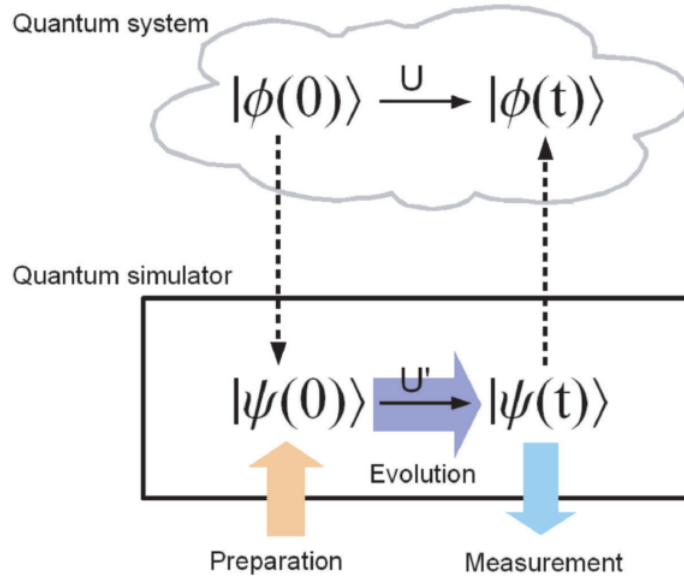 Quantum system
U
|ϕ(0)⟩ |ϕ(t)⟩
Quantum simulator
U'
|ψ(0)⟩ |ψ(t)⟩
Evolution
Preparation Measurement